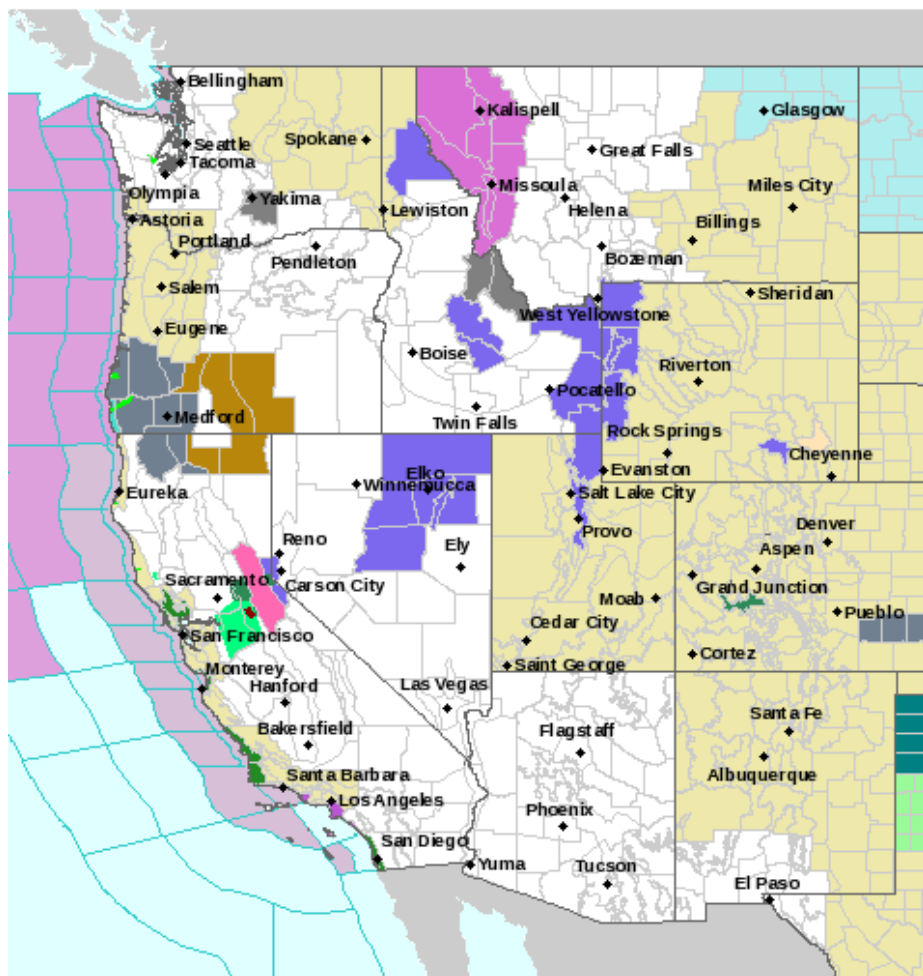 Bellingham
Kalispell
Glasgow
Spokane
Seattle
Great Falls
Tacoma
Olympia
Yakima
Missoula
Miles City
Helena
Lewiston
Astoria
Billings
Portland
Pendleton
Bozeman
Salem
Sheridan
West Yellowstone
Eugene
Boise
Riverton
Pocatello
Medford
Twin Falls
Rock Springs
Cheyenne
Elko
Evanston
Winnemucca
Eureka
Salt Lake City
Provo
Denver
Reno
Ely
Aspen
Sacramento
Carson City
Grand Junction
Moab
Pueblo
Cedar City
San Francisco
Cortez
Saint George
Monterey
Hanford
Las Vegas
Santa Fe
Bakersfield
Flagstaff
Albuquerque
Santa Barbara
Los Angeles
Phoenix
San Diego
Yuma
Tucson
El Paso